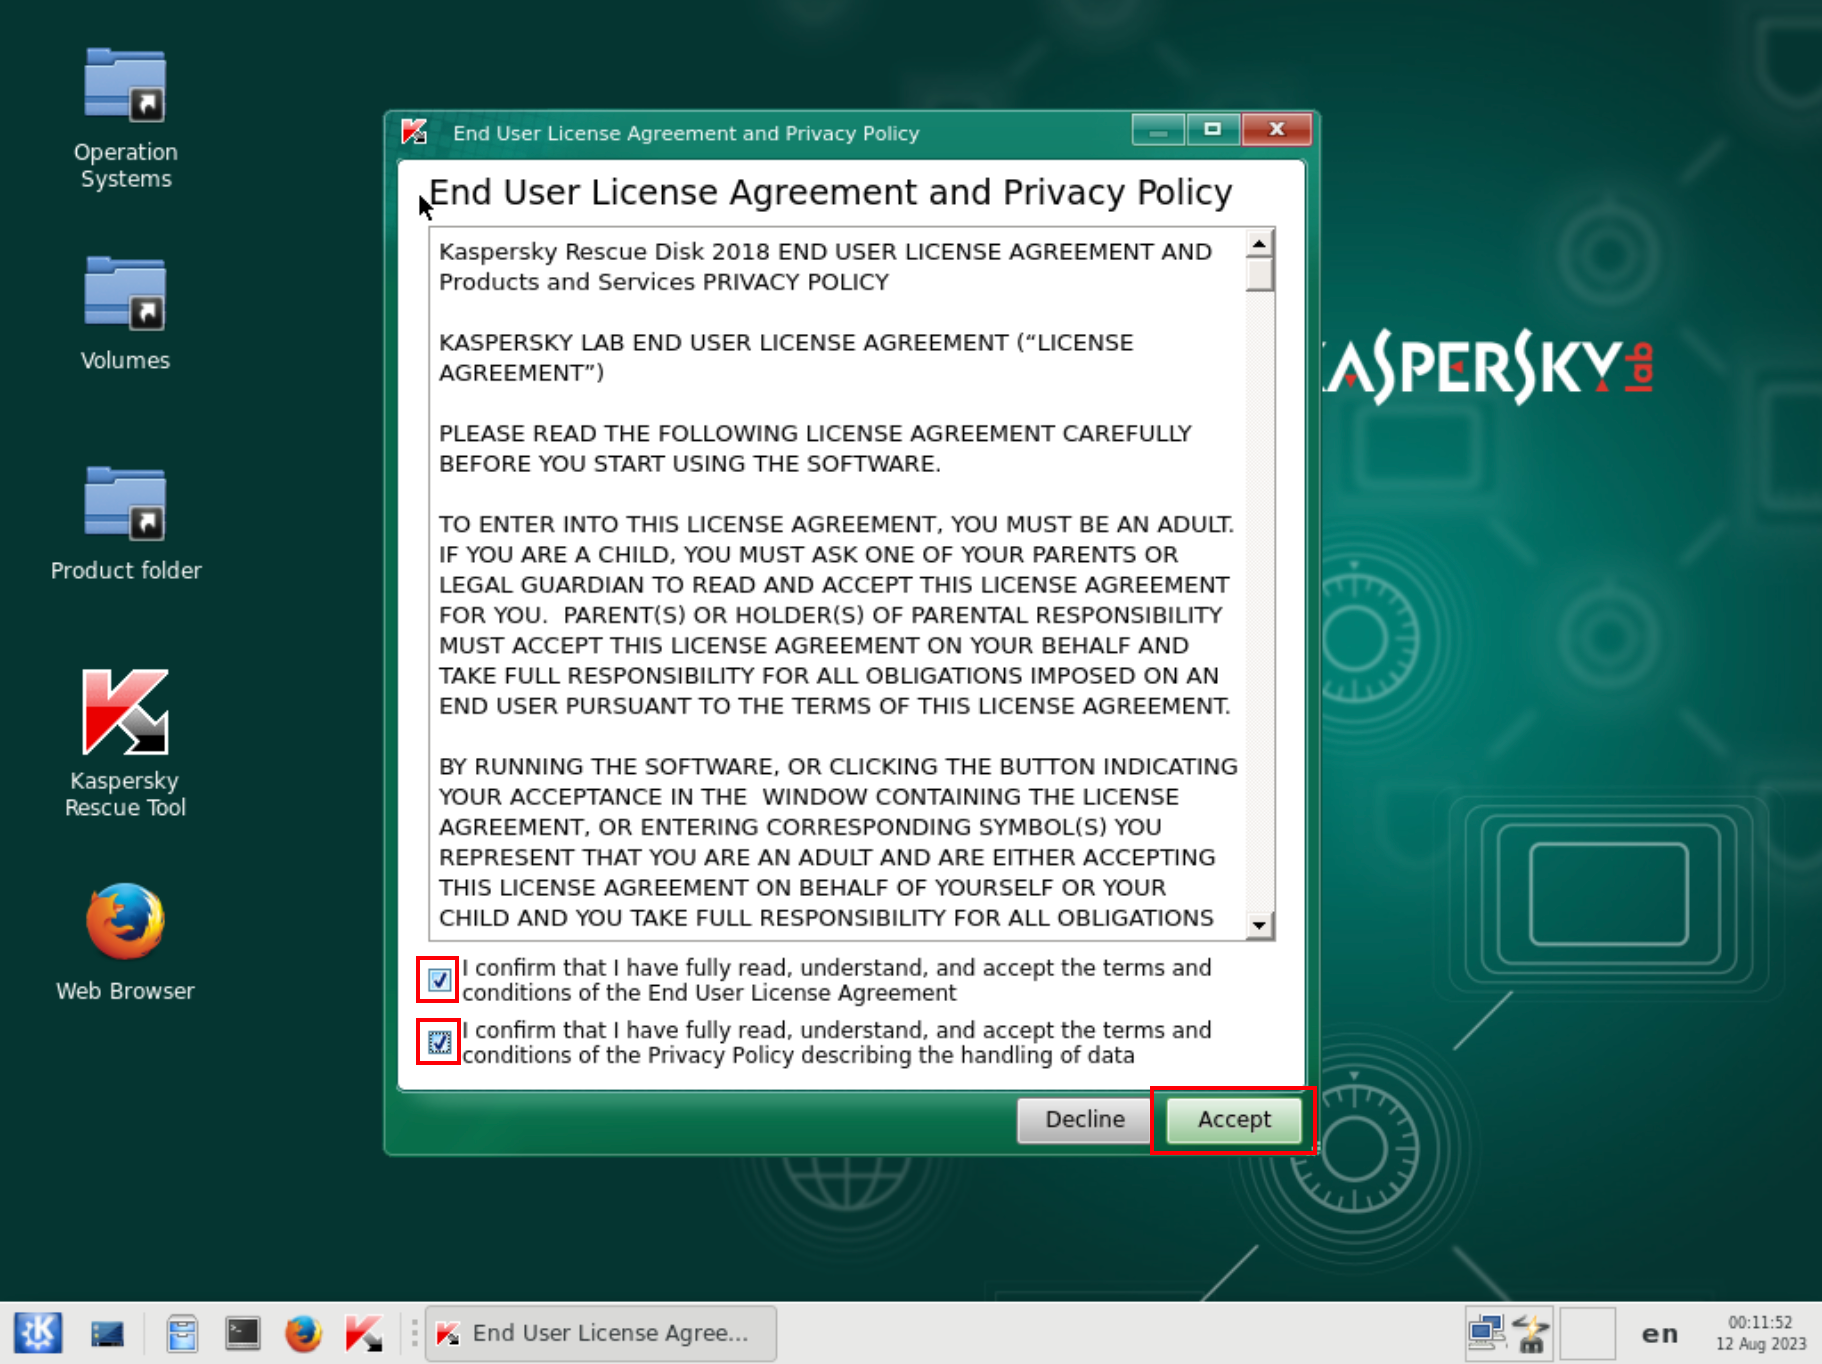 Operation
Systems
Volumes
Product folder
Kaspersky
Rescue Tool
Web Browser
End User License Agreement and Privacy Policy
End User License Agreement and Privacy Policy
Kaspersky Rescue Disk 2018 END USER LICENSE AGREEMENT AND
Products and Services PRIVACY POLICY
KASPERSKY LAB END USER LICENSE AGREEMENT (“LICENSE
AGREEMENT”)
PLEASE READ THE FOLLOWING LICENSE AGREEMENT CAREFULLY
BEFORE YOU START USING THE SOFTWARE.
TO ENTER INTO THIS LICENSE AGREEMENT, YOU MUST BE AN ADULT.
IF YOU ARE A CHILD, YOU MUST ASK ONE OF YOUR PARENTS OR
LEGAL GUARDIAN TO READ AND ACCEPT THIS LICENSE AGREEMENT
FOR YOU.  PARENT(S) OR HOLDER(S) OF PARENTAL RESPONSIBILITY
MUST ACCEPT THIS LICENSE AGREEMENT ON YOUR BEHALF AND
TAKE FULL RESPONSIBILITY FOR ALL OBLIGATIONS IMPOSED ON AN
END USER PURSUANT TO THE TERMS OF THIS LICENSE AGREEMENT.
BY RUNNING THE SOFTWARE, OR CLICKING THE BUTTON INDICATING
YOUR ACCEPTANCE IN THE  WINDOW CONTAINING THE LICENSE
AGREEMENT, OR ENTERING CORRESPONDING SYMBOL(S) YOU
REPRESENT THAT YOU ARE AN ADULT AND ARE EITHER ACCEPTING
THIS LICENSE AGREEMENT ON BEHALF OF YOURSELF OR YOUR
CHILD AND YOU TAKE FULL RESPONSIBILITY FOR ALL OBLIGATIONS
I confirm that I have fully read, understand, and accept the terms and
conditions of the End User License Agreement
I confirm that I have fully read, understand, and accept the terms and
conditions of the Privacy Policy describing the handling of data
Decline
Accept
KASPERSKY lab
End User License Agree...
en
00:11:52
12 Aug 2023